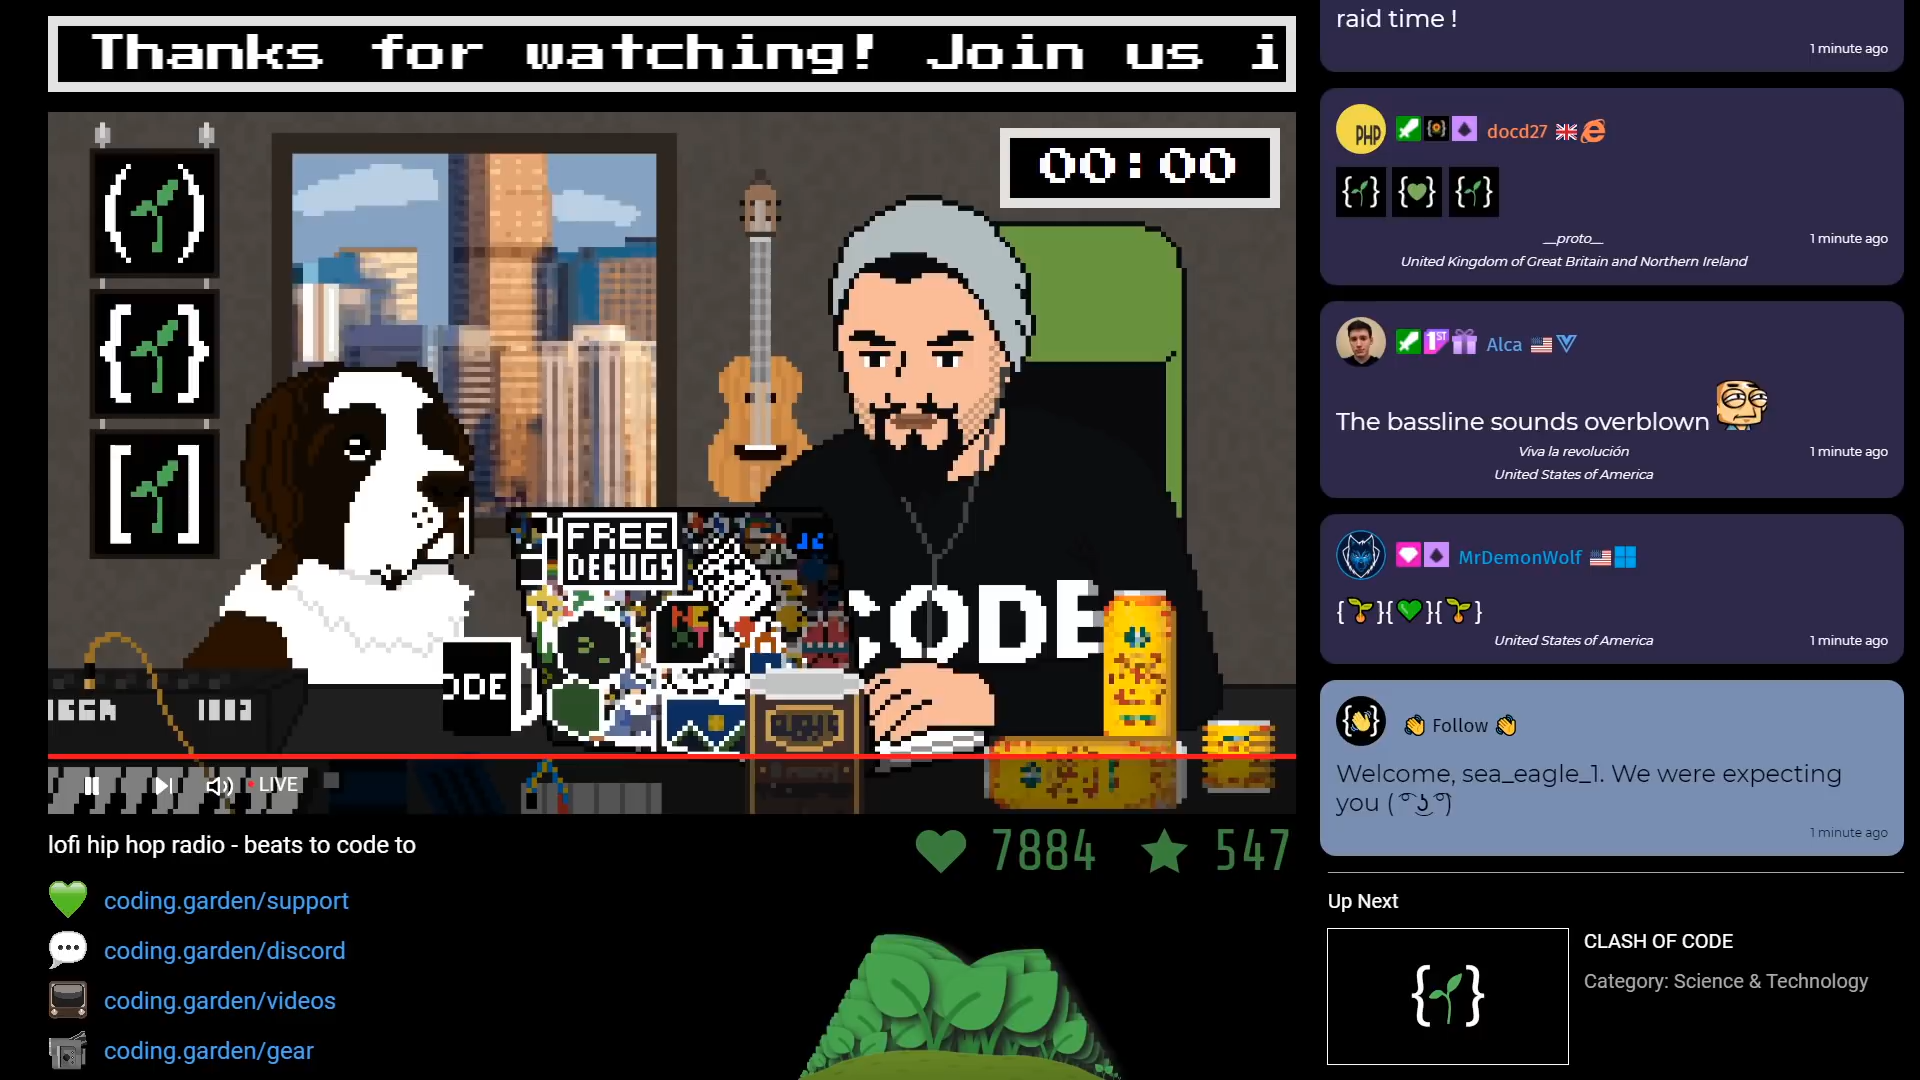 Thanks for watching! Join us i
00:00
FREE
DEBUGS
CODE
ODE
LIVE
lofi hip hop radio - beats to code to
7884
547
coding.garden/support
coding.garden/discord
coding.garden/videos
coding.garden/gear
raid time !
1 minute ago
PHP
docd27
__proto__
1 minute ago
United Kingdom of Great Britain and Northern Ireland
1ST
Alca
The bassline sounds overblown
Viva la revolución
1 minute ago
United States of America
MrDemonWolf
{🌱}{💚}{🌱}
United States of America
1 minute ago
👏 Follow 👏
Welcome, sea_eagle_1. We were expecting
you ( ͡° ͜ʖ ͡°)
1 minute ago
Up Next
CLASH OF CODE
Category: Science & Technology